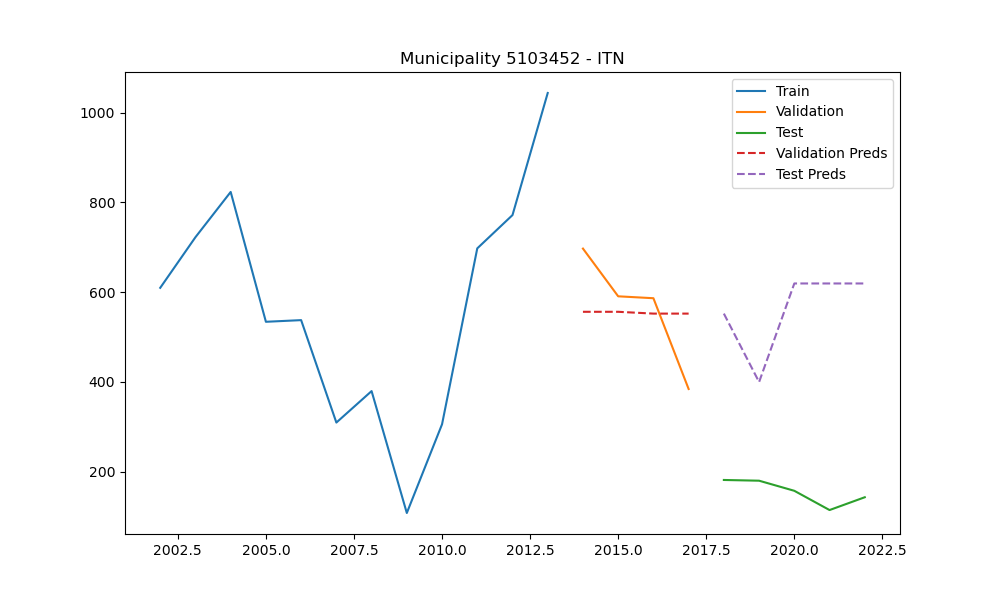 Municipality 5103452 - ITN
Train
Validation
Test
Validation Preds
Test Preds
1000
800
600
400
200
2002.5 2005.0 2007.5 2010.0 2012.5 2015.0 2017.5 2020.0 2022.5